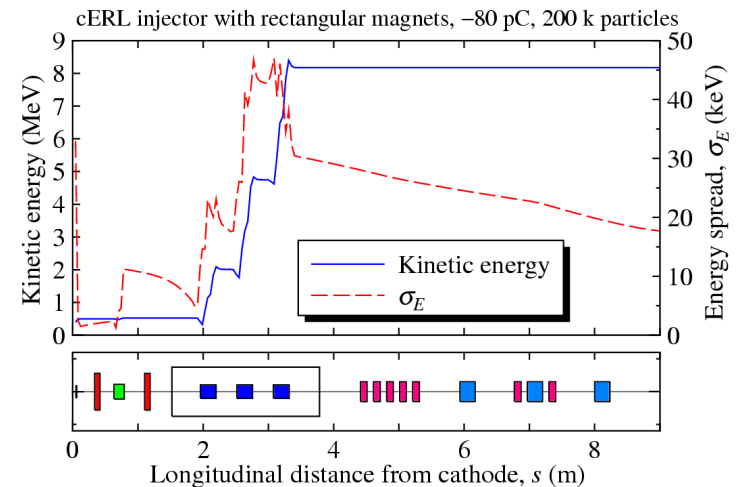 cERL injector with rectangular magnets, −80 pC, 200 k particles
9
8
7
6
5
4
3
2
1
0
Kinetic energy (MeV)
50
40
30
20
10
0
Energy spread, σ_E (keV)
Kinetic energy
σ_E
0 2 4 6 8
Longitudinal distance from cathode, s (m)